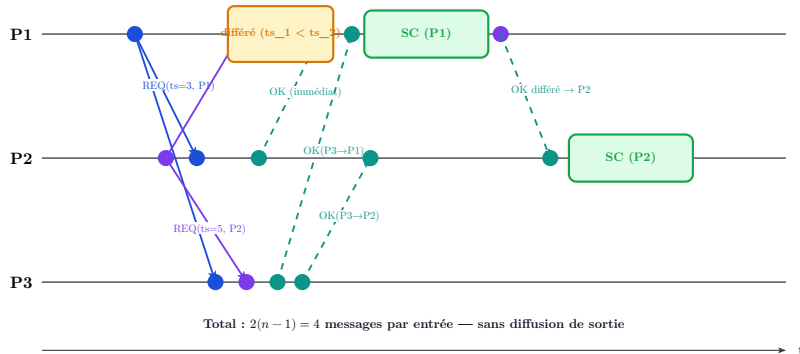 P1
différé (ts_1 < ts_2)
SC (P1)
REQ(ts=3, P1)
OK (immédiat)
OK différé → P2
P2
OK(P3→P1)
SC (P2)
OK(P3→P2)
REQ(ts=5, P2)
P3
Total : 2(n − 1) = 4 messages par entrée — sans diffusion de sortie
t